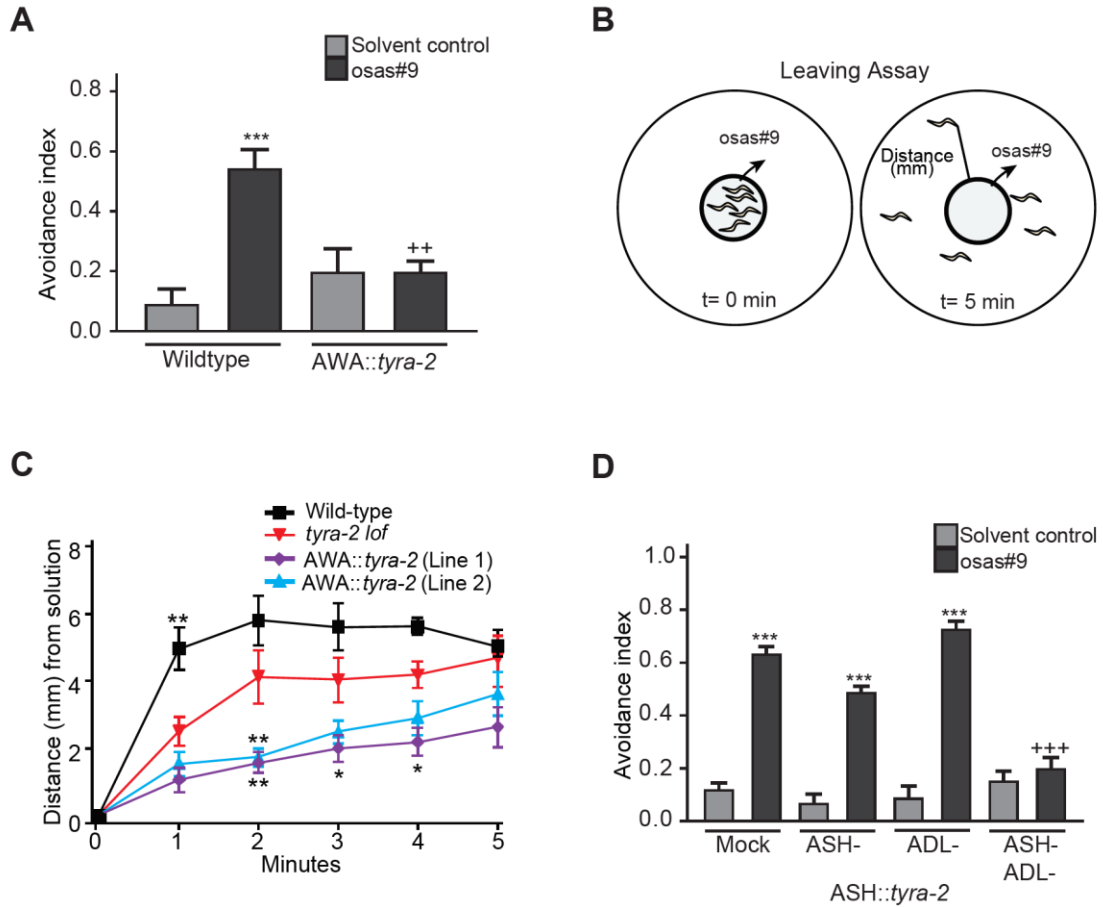 A
Solvent control
osas#9
Avoidance index
0.8
0.6
0.4
0.2
0.0
***
++
Wildtype
AWA::tyra-2
B
Leaving Assay
osas#9
t= 0 min
Distance
(mm)
osas#9
t= 5 min
C
Wild-type
tyra-2 lof
AWA::tyra-2 (Line 1)
AWA::tyra-2 (Line 2)
Distance (mm) from solution
8
6
4
2
0
**
**
**
*
*
0 1 2 3 4 5
Minutes
D
Solvent control
osas#9
Avoidance index
1.0
0.8
0.6
0.4
0.2
0.0
***
***
***
+++
Mock ASH- ADL- ASH-
ADL-
ASH::tyra-2